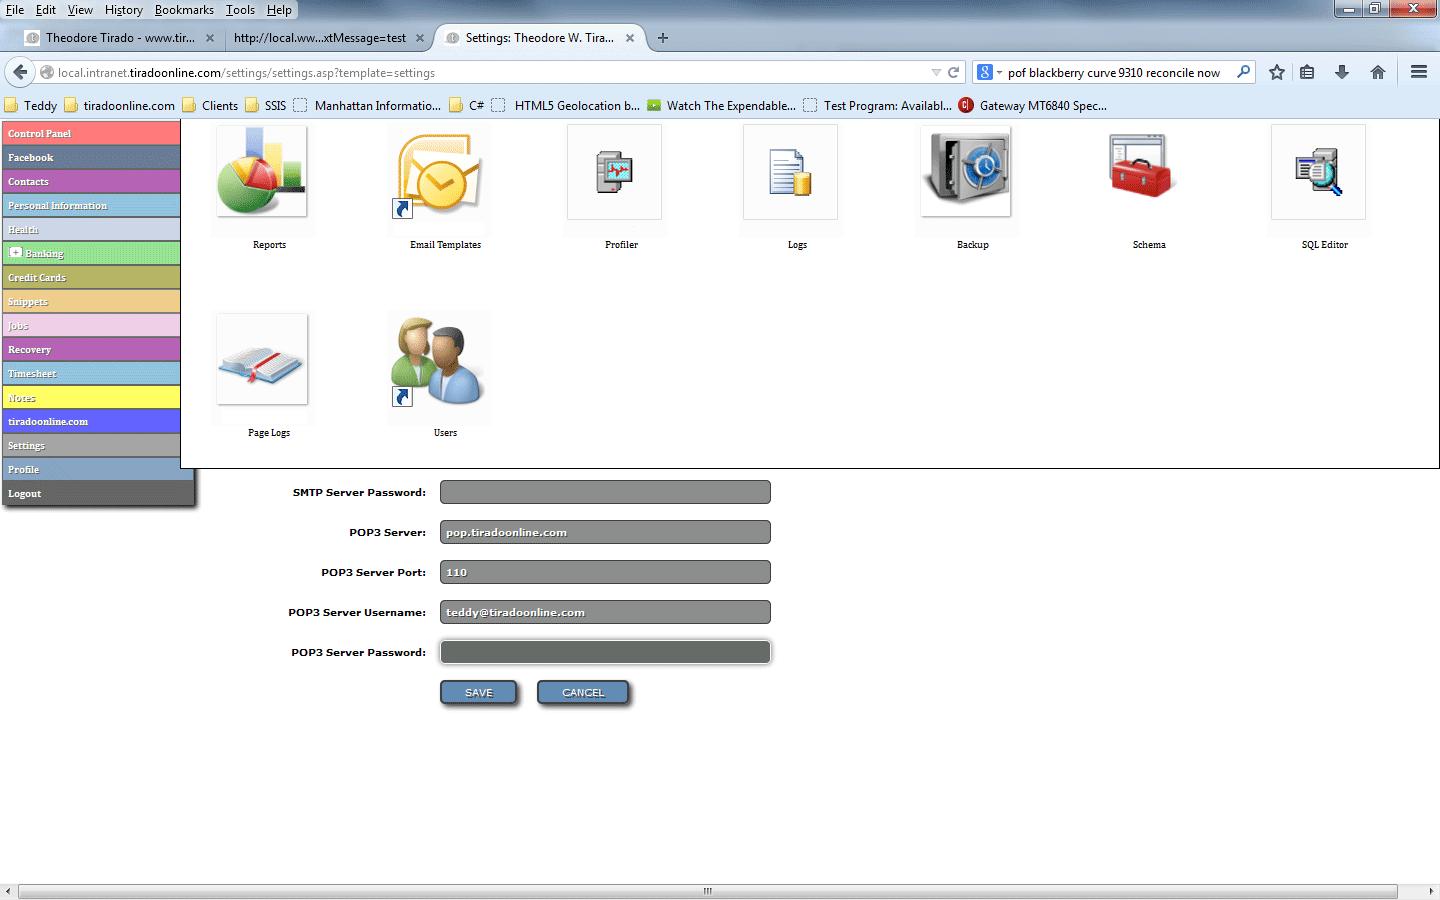 File Edit View History Bookmarks Tools Help
Theodore Tirado - www.tir... http://local.ww...xtMessage=test Settings: Theodore W. Tira...
local.intranet.tiradoonline.com/settings/settings.asp?template=settings pof blackberry curve 9310 reconcile now
Teddy tiradoonline.com Clients SSIS Manhattan Informatio... C# HTML5 Geolocation b... Watch The Expendable... Test Program: Availabl... Gateway MT6840 Spec...
Control Panel
Facebook
Contacts
Personal Information
Health
Banking
Credit Cards
Snippets
Jobs
Recovery
Timesheet
Notes
tiradoonline.com
Settings
Profile
Logout
Reports Email Templates Profiler Logs Backup Schema SQL Editor
Page Logs Users
SMTP Server Password:
POP3 Server: pop.tiradoonline.com
POP3 Server Port: 110
POP3 Server Username: teddy@tiradoonline.com
POP3 Server Password:
SAVE CANCEL